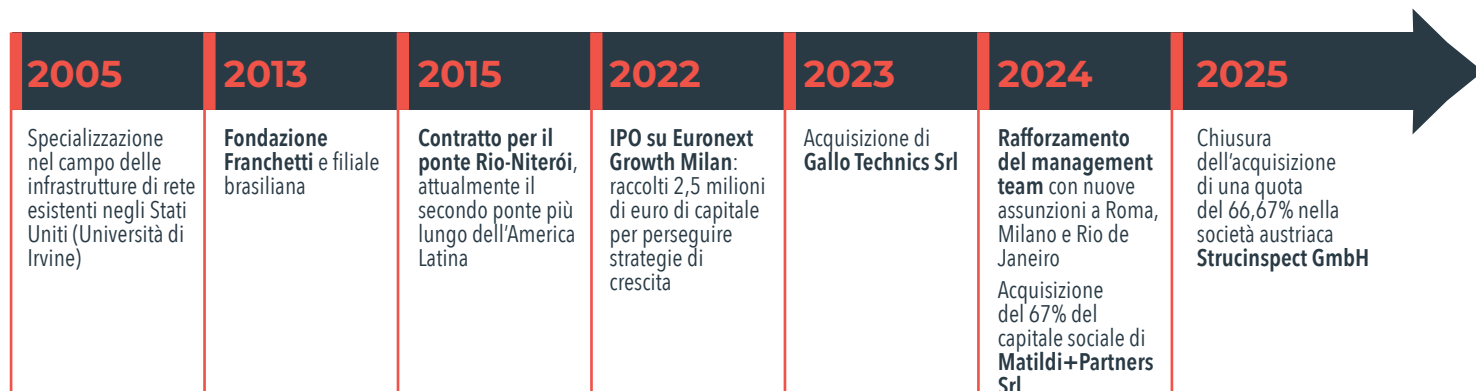 2005
Specializzazione
nel campo delle
infrastrutture di rete
esistenti negli Stati
Uniti (Università di
Irvine)
2013
Fondazione
Franchetti e filiale
brasiliana
2015
Contratto per il
ponte Rio-Niterói,
attualmente il
secondo ponte più
lungo dell'America
Latina
2022
IPO su Euronext
Growth Milan:
raccolti 2,5 milioni
di euro di capitale
per perseguire
strategie di
crescita
2023
Acquisizione di
Gallo Technics Srl
2024
Rafforzamento
del management
team con nuove
assunzioni a Roma,
Milano e Rio de
Janeiro
Acquisizione
del 67% del
capitale sociale di
Matildi+Partners
Srl
2025
Chiusura
dell'acquisizione
di una quota
del 66,67% nella
società austriaca
Strucinspect GmbH